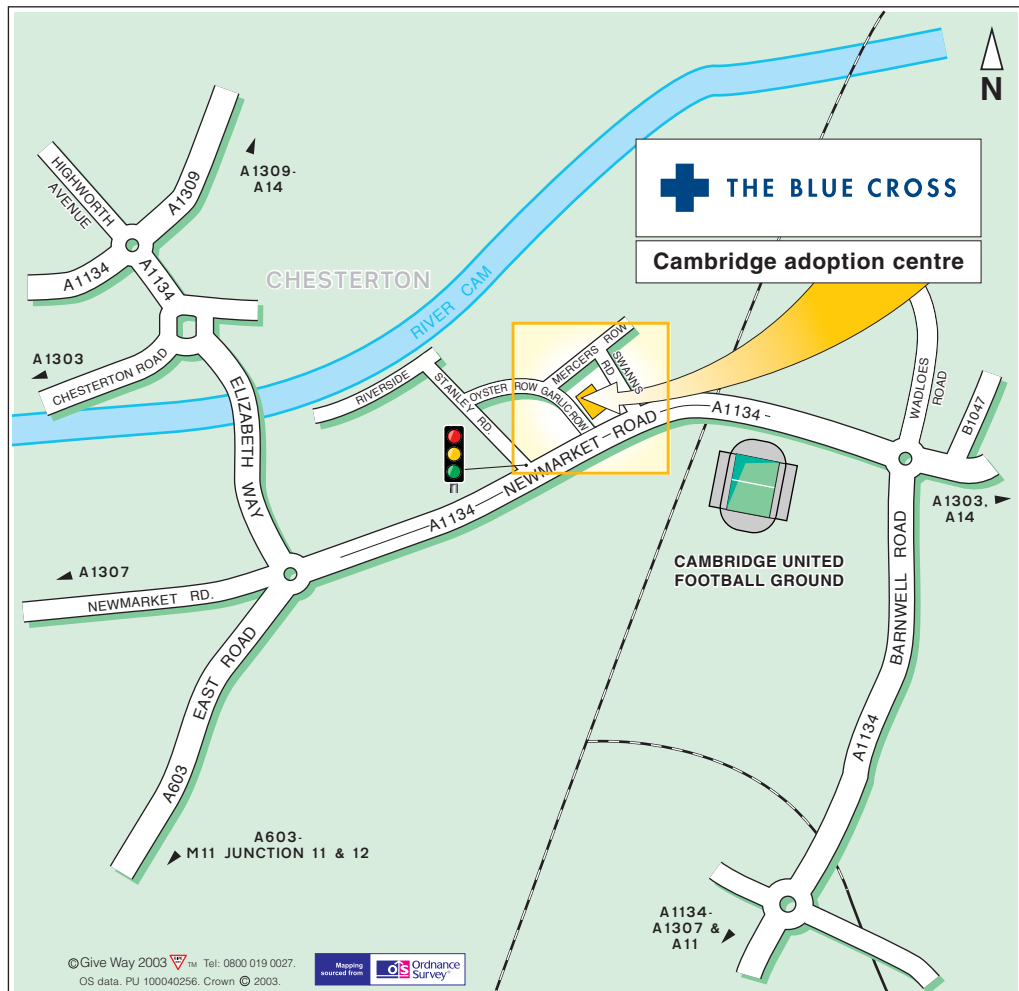 N
A1309-
A14
HIGHWORTH
AVENUE
A1309
A1134
A1134
CHESTERTON
RIVER CAM
THE BLUE CROSS
Cambridge adoption centre
A1303
CHESTERTON ROAD
ELIZABETH WAY
RIVERSIDE
STANLEY
RD.
OYSTER ROW
GARLIC ROW
MERCERS ROW
SWANNS
RD.
NEWMARKET ROAD
A1134
A1134
WADLOES
ROAD
B1047
A1303,
A14
CAMBRIDGE UNITED
FOOTBALL GROUND
A1307
NEWMARKET RD.
EAST ROAD
A603
A603-
M11 JUNCTION 11 & 12
BARNWELL ROAD
A1134
A1134-
A1307 &
A11
© Give Way 2003 TM Tel: 0800 019 0027.
OS data. PU 100040256. Crown © 2003.
Mapping
sourced from
OS Ordnance
Survey®